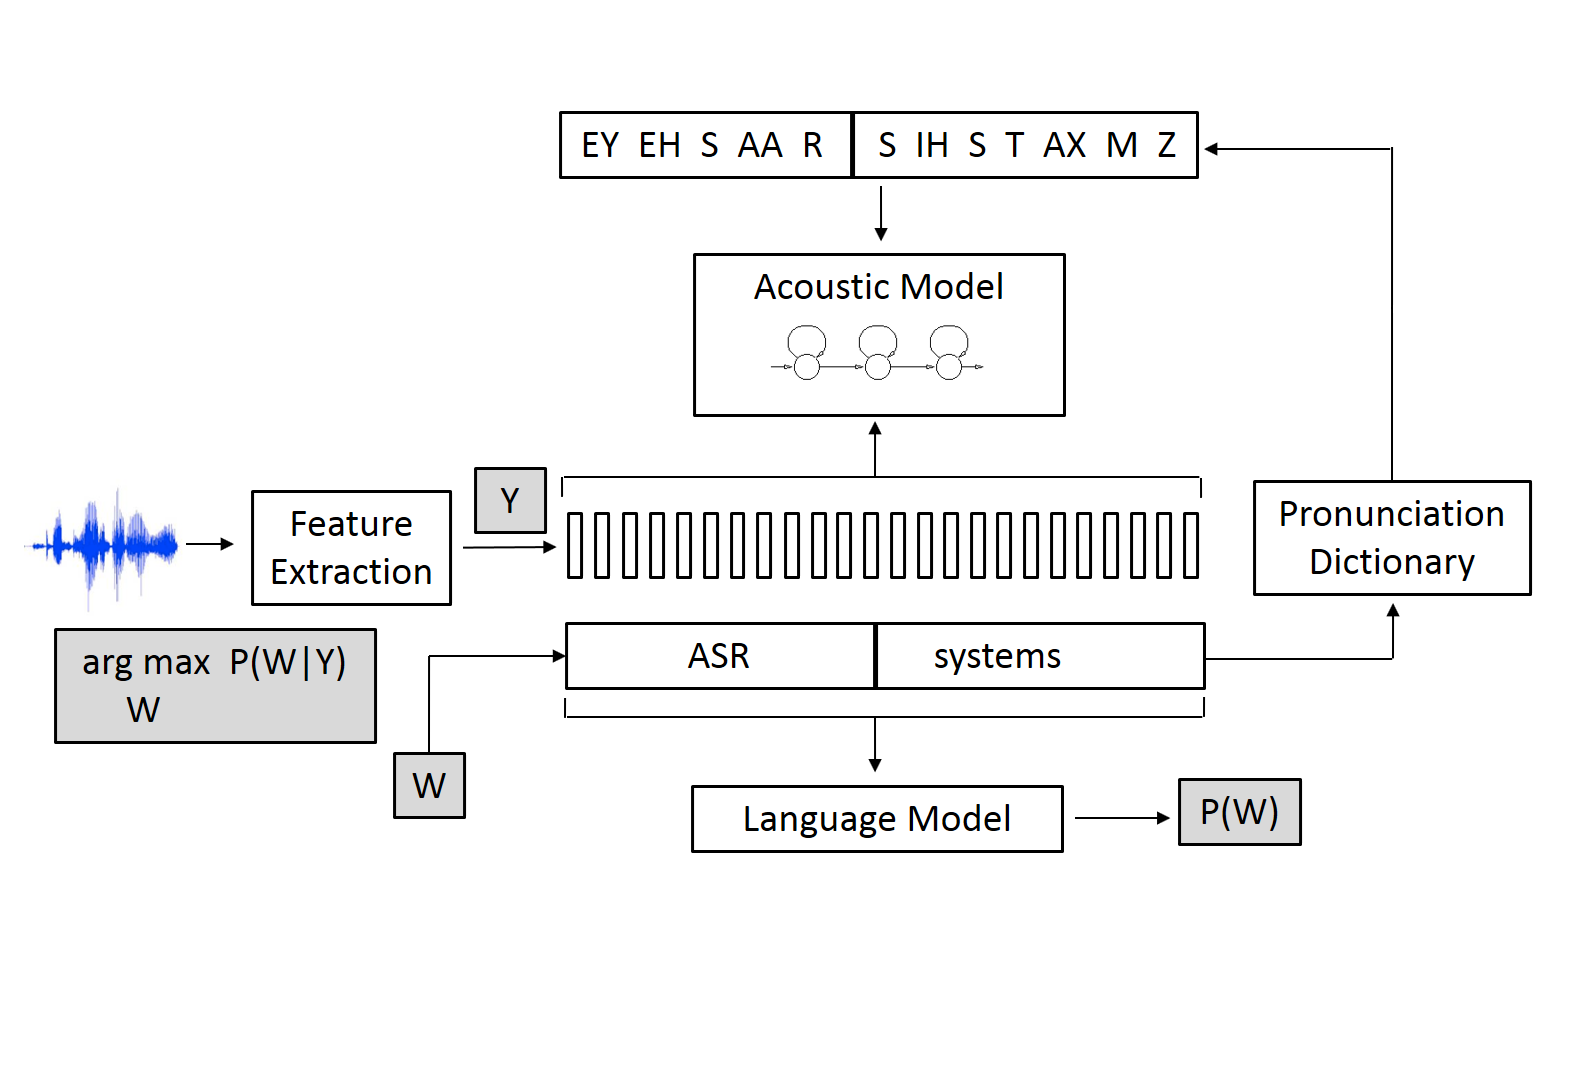 EY EH S AA R S IH S T AX M Z
Acoustic Model
Y
Feature
Extraction
Pronunciation
Dictionary
arg max P(W|Y)
W
ASR systems
W
Language Model
P(W)